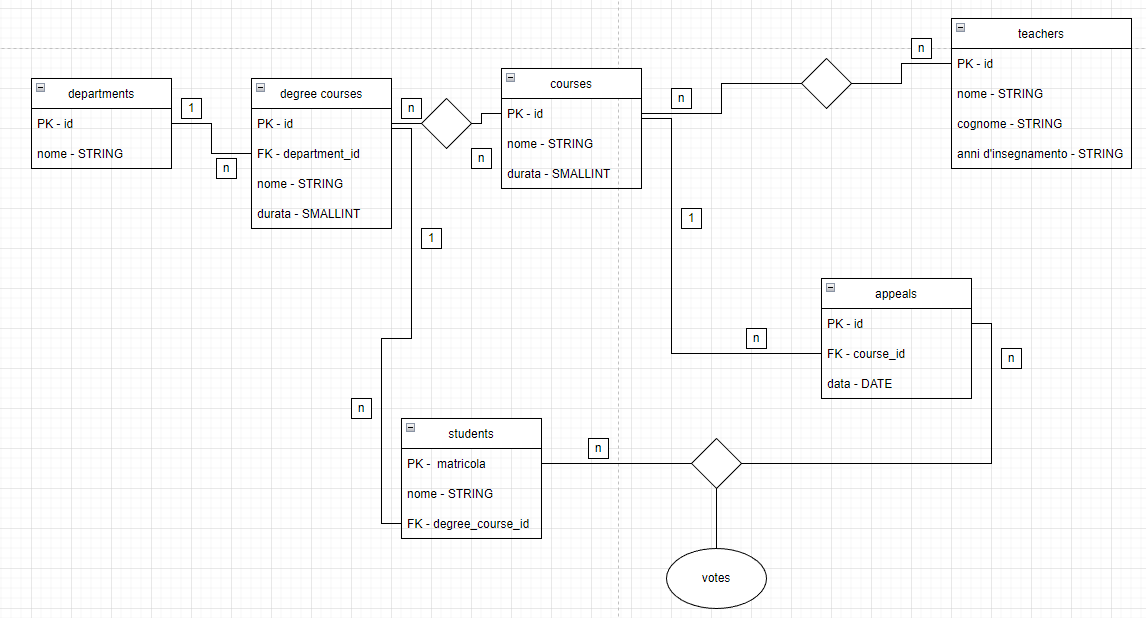 departments
PK - id
nome - STRING
1
n
degree courses
PK - id
FK - department_id
nome - STRING
durata - SMALLINT
n
n
courses
PK - id
nome - STRING
durata - SMALLINT
n
n
teachers
PK - id
nome - STRING
cognome - STRING
anni d'insegnamento - STRING
1
1
n
n
appeals
PK - id
FK - course_id
data - DATE
n
students
PK - matricola
nome - STRING
FK - degree_course_id
n
votes